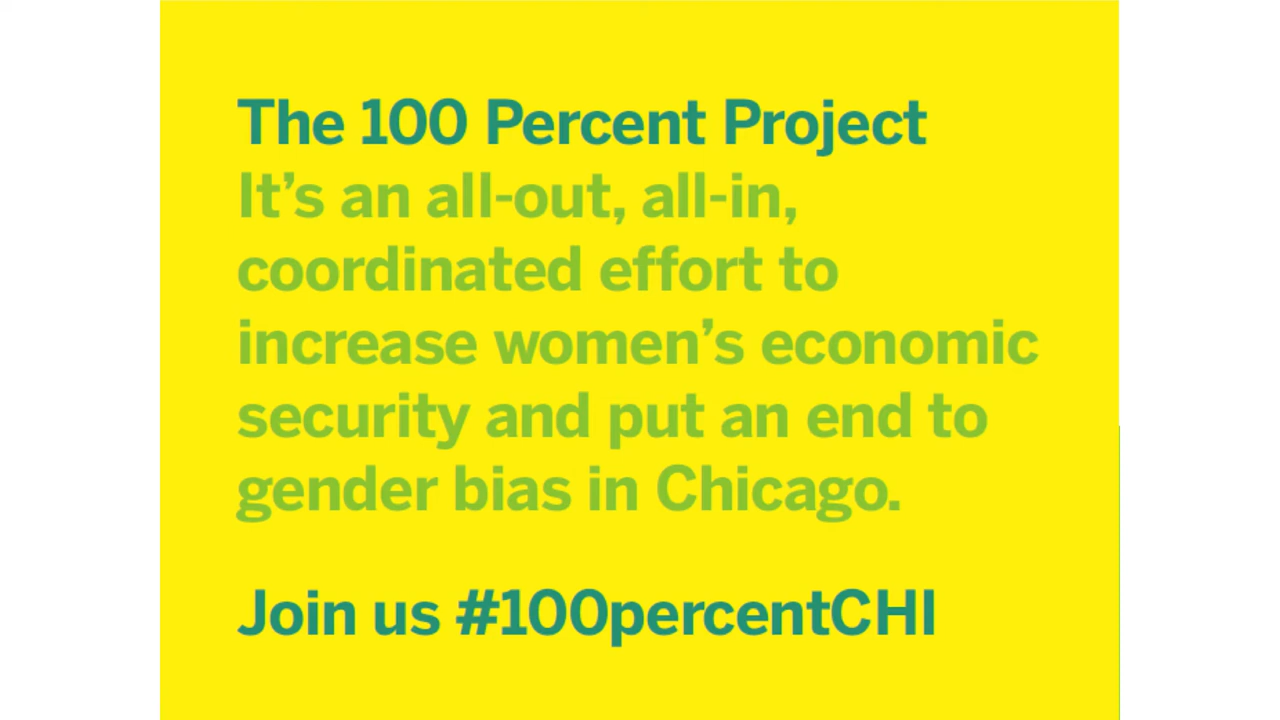 The 100 Percent Project
It’s an all-out, all-in,
coordinated effort to
increase women’s economic
security and put an end to
gender bias in Chicago.
Join us #100percentCHI